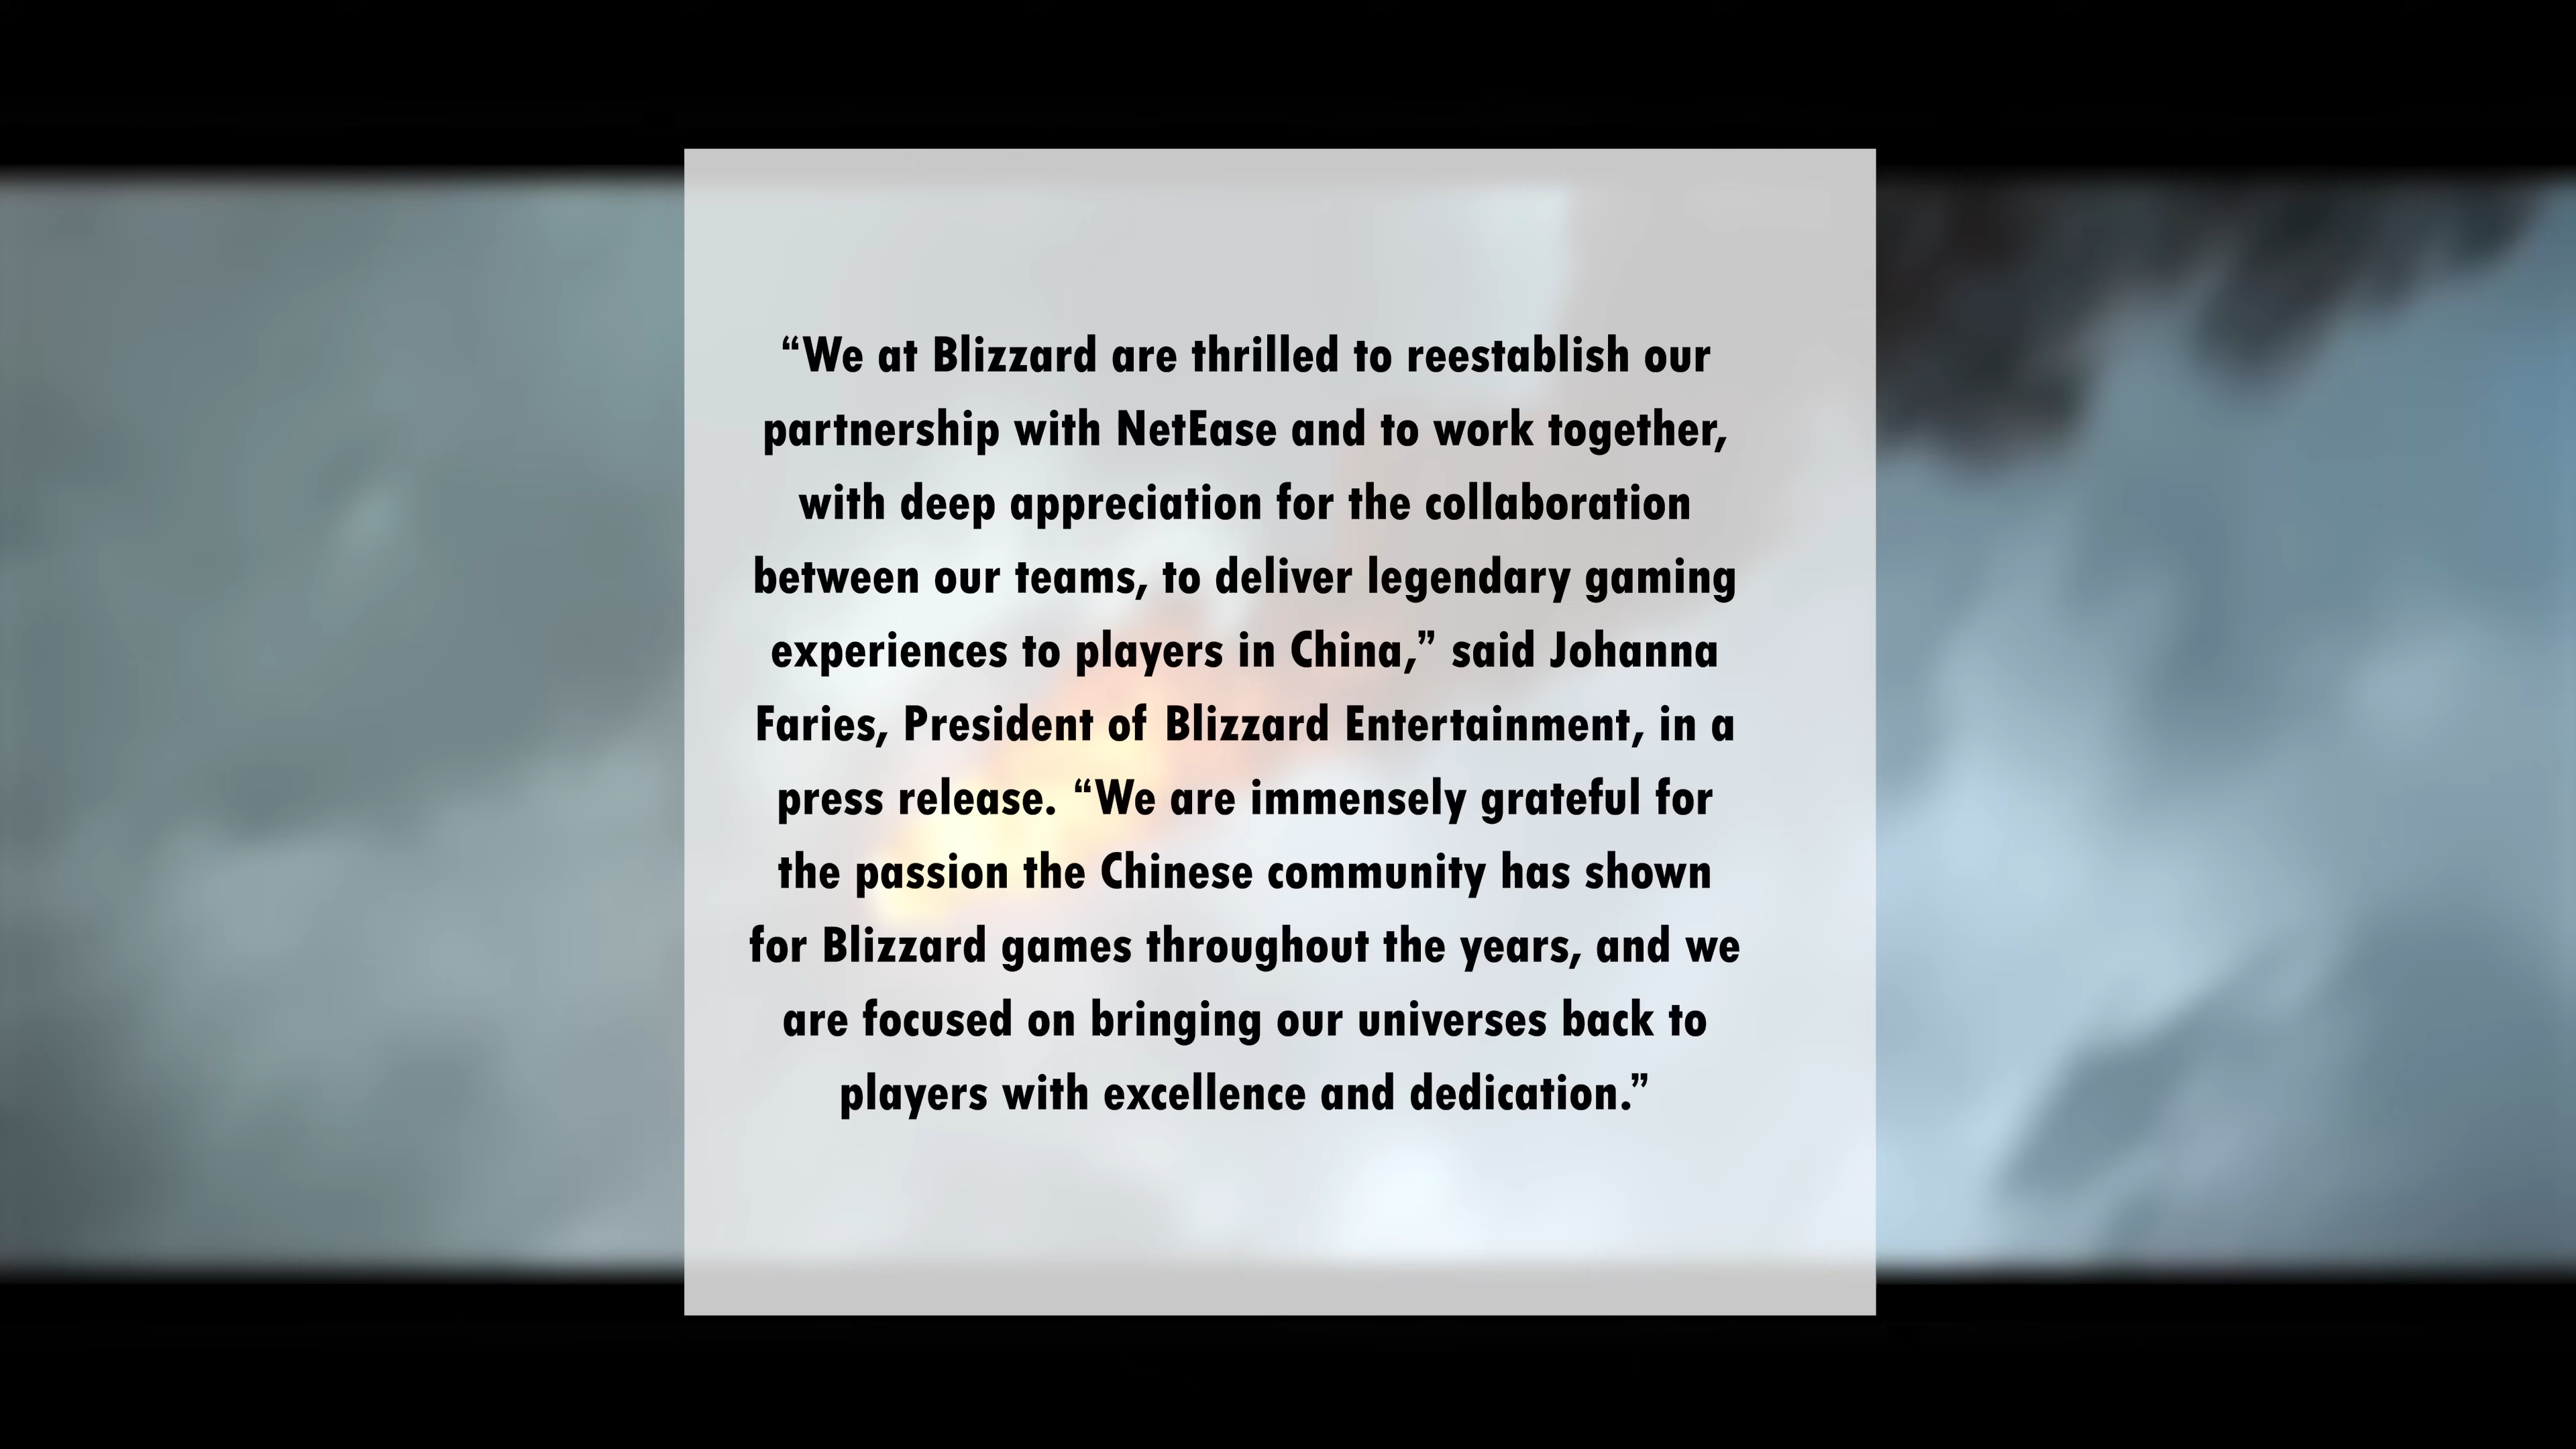 “We at Blizzard are thrilled to reestablish our
partnership with NetEase and to work together,
with deep appreciation for the collaboration
between our teams, to deliver legendary gaming
experiences to players in China,” said Johanna
Faries, President of Blizzard Entertainment, in a
press release. “We are immensely grateful for
the passion the Chinese community has shown
for Blizzard games throughout the years, and we
are focused on bringing our universes back to
players with excellence and dedication.”